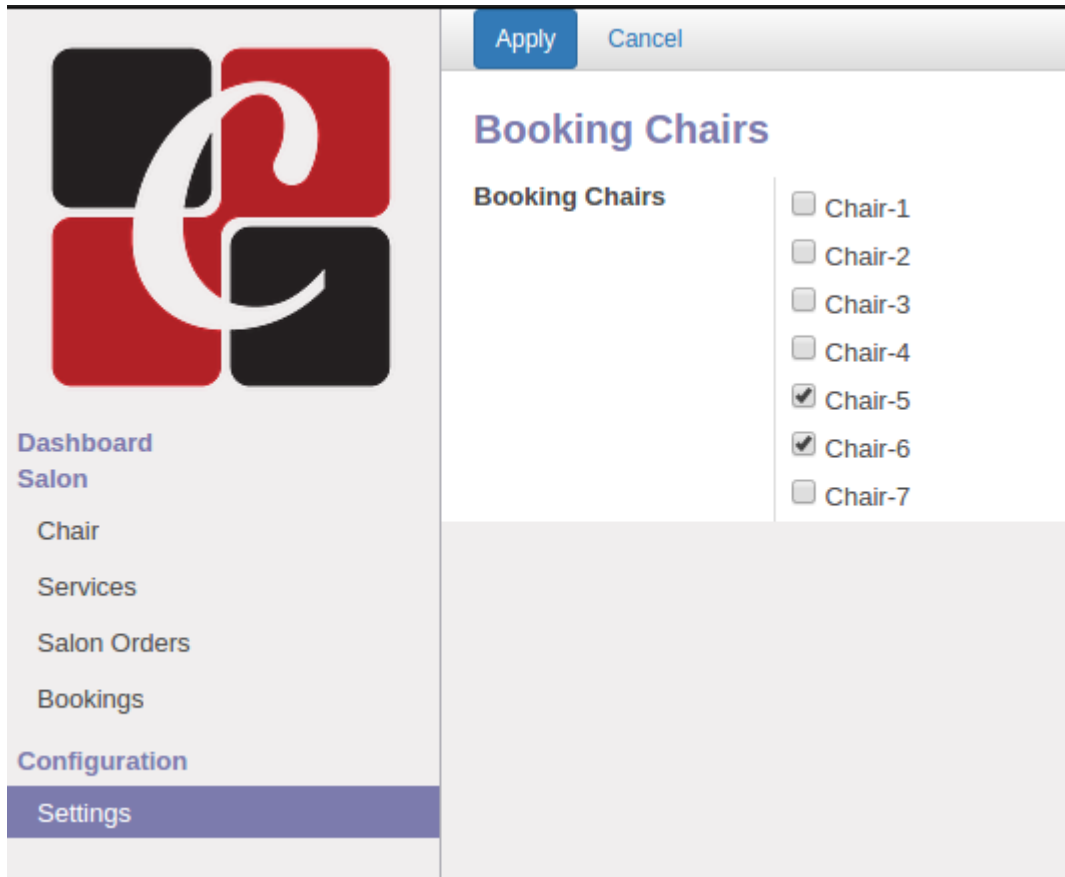 C
Dashboard
Salon
Chair
Services
Salon Orders
Bookings
Configuration
Settings
Apply Cancel
Booking Chairs
Booking Chairs
Chair-1
Chair-2
Chair-3
Chair-4
Chair-5
Chair-6
Chair-7